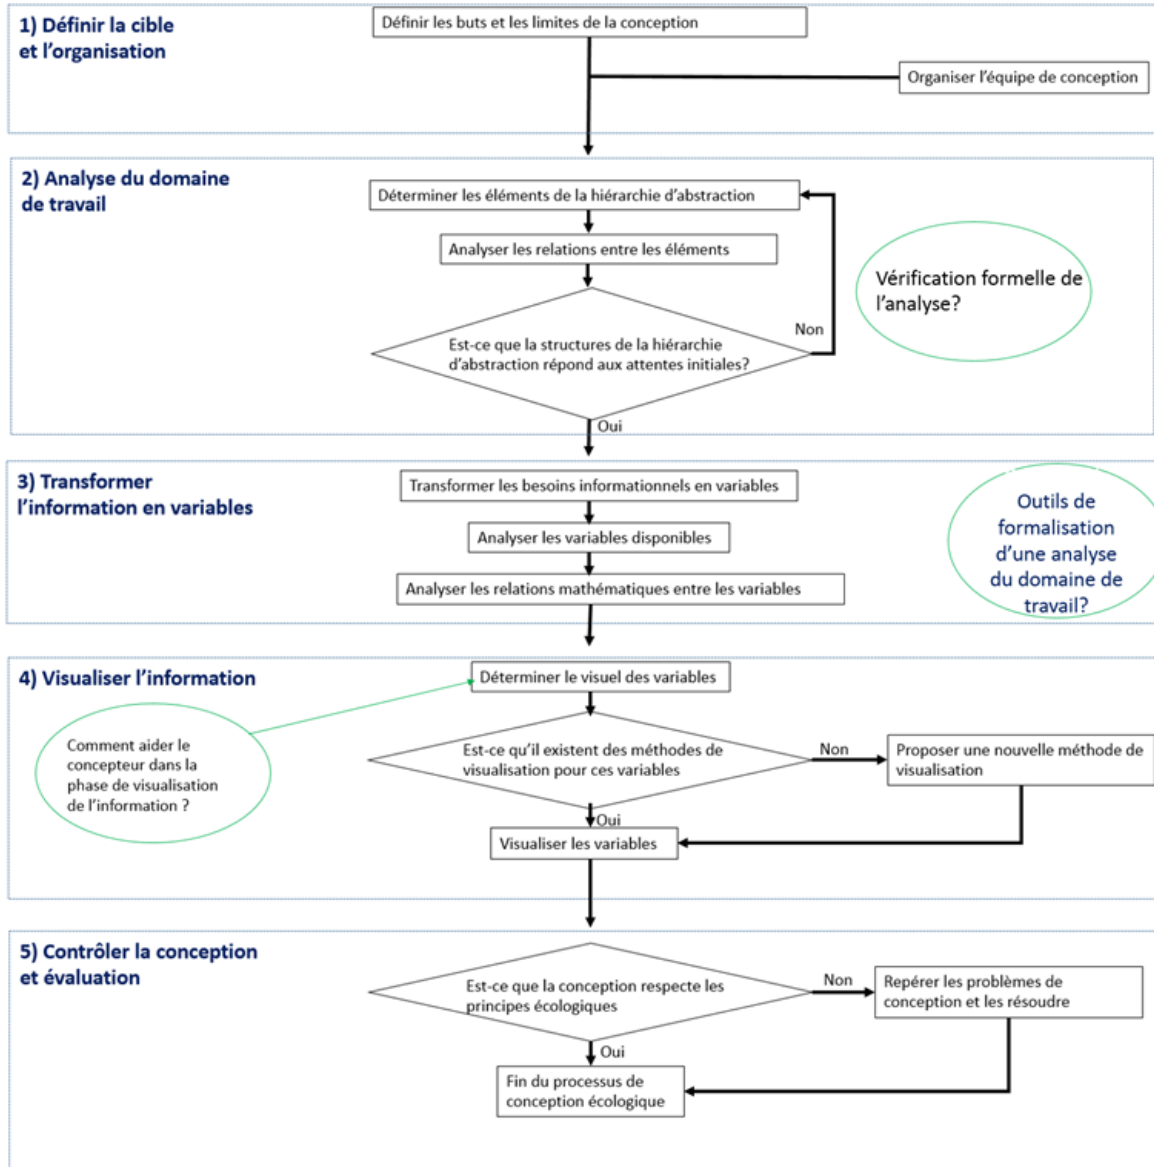 1) Définir la cible
et l'organisation
Définir les buts et les limites de la conception
Organiser l'équipe de conception
2) Analyse du domaine
de travail
Déterminer les éléments de la hiérarchie d'abstraction
Analyser les relations entre les éléments
Vérification formelle de
l'analyse?
Non
Est-ce que la structures de la hiérarchie
d'abstraction répond aux attentes initiales?
Oui
3) Transformer
l'information en variables
Transformer les besoins informationnels en variables
Analyser les variables disponibles
Analyser les relations mathématiques entre les variables
Outils de
formalisation
d'une analyse
du domaine de
travail?
4) Visualiser l'information
Déterminer le visuel des variables
Comment aider le
concepteur dans la
phase de visualisation
de l'information ?
Est-ce qu'il existent des méthodes de
visualisation pour ces variables
Non
Proposer une nouvelle méthode de
visualisation
Oui
Visualiser les variables
5) Contrôler la conception
et évaluation
Est-ce que la conception respecte les
principes écologiques
Non
Repérer les problèmes de
conception et les résoudre
Oui
Fin du processus de
conception écologique